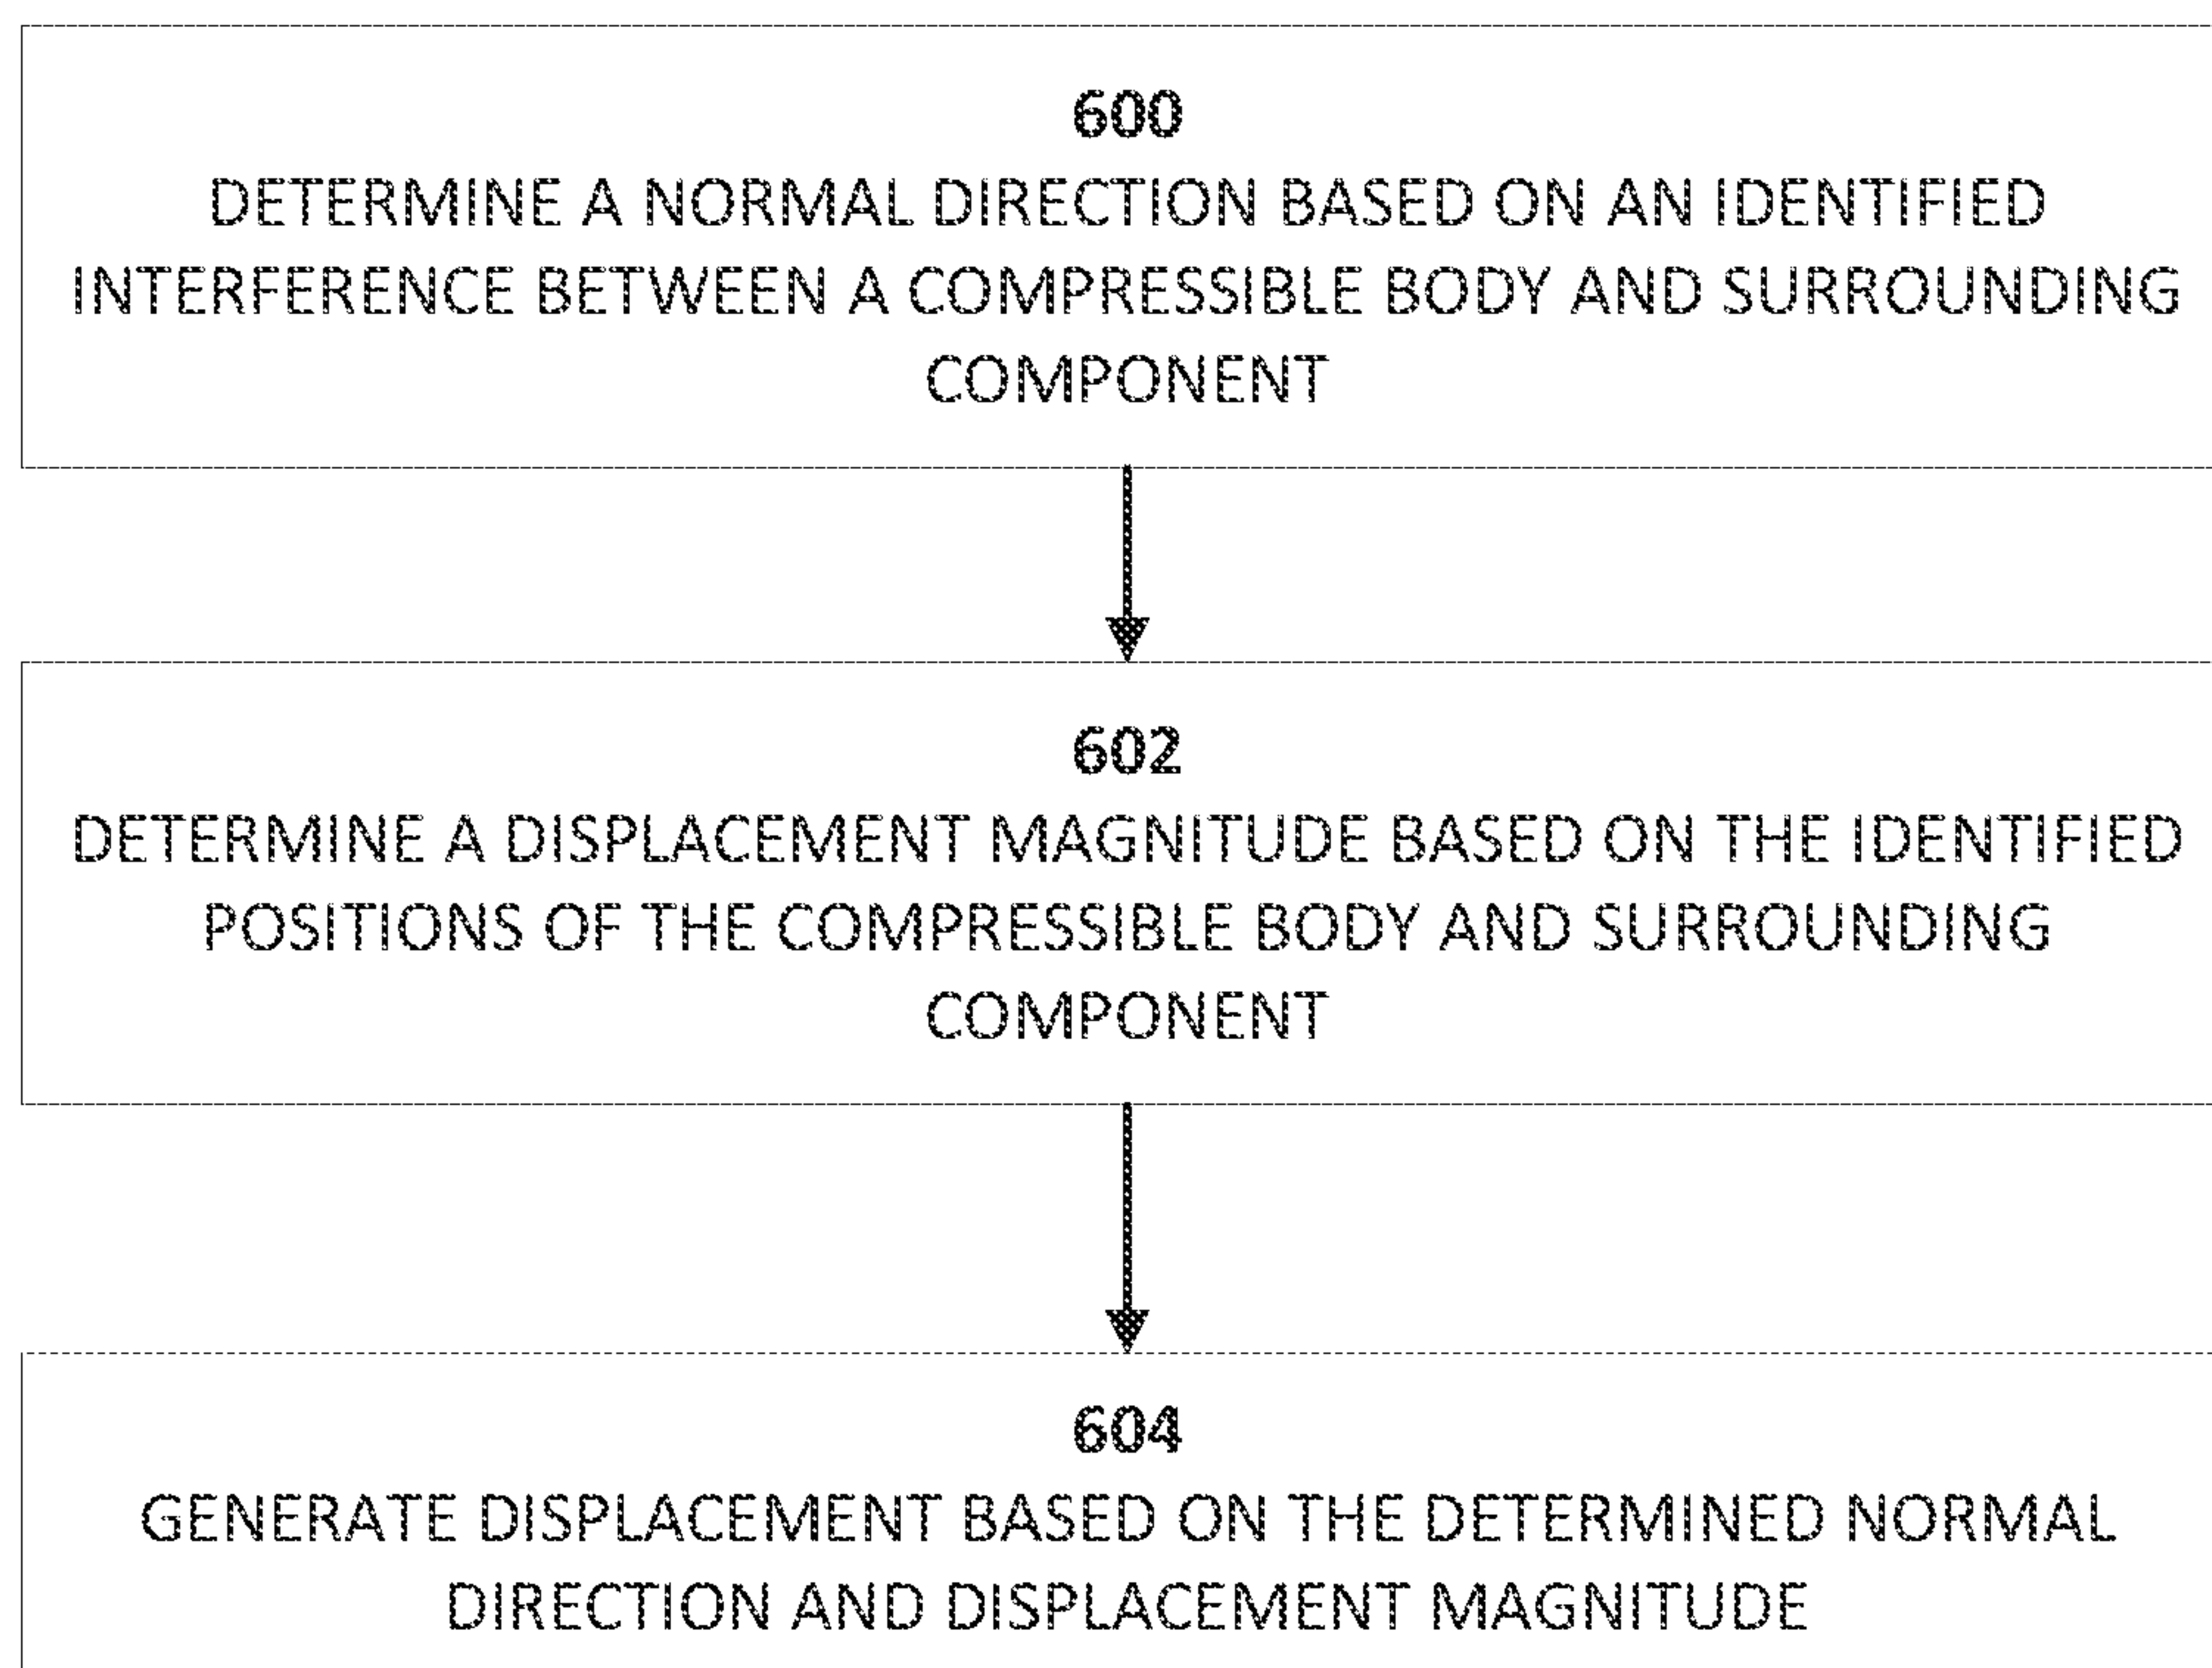 600
DETERMINE A NORMAL DIRECTION BASED ON AN IDENTIFIED
INTERFERENCE BETWEEN A COMPRESSIBLE BODY AND SURROUNDING
COMPONENT
602
DETERMINE A DISPLACEMENT MAGNITUDE BASED ON THE IDENTIFIED
POSITIONS OF THE COMPRESSIBLE BODY AND SURROUNDING
COMPONENT
604
GENERATE DISPLACEMENT BASED ON THE DETERMINED NORMAL
DIRECTION AND DISPLACEMENT MAGNITUDE